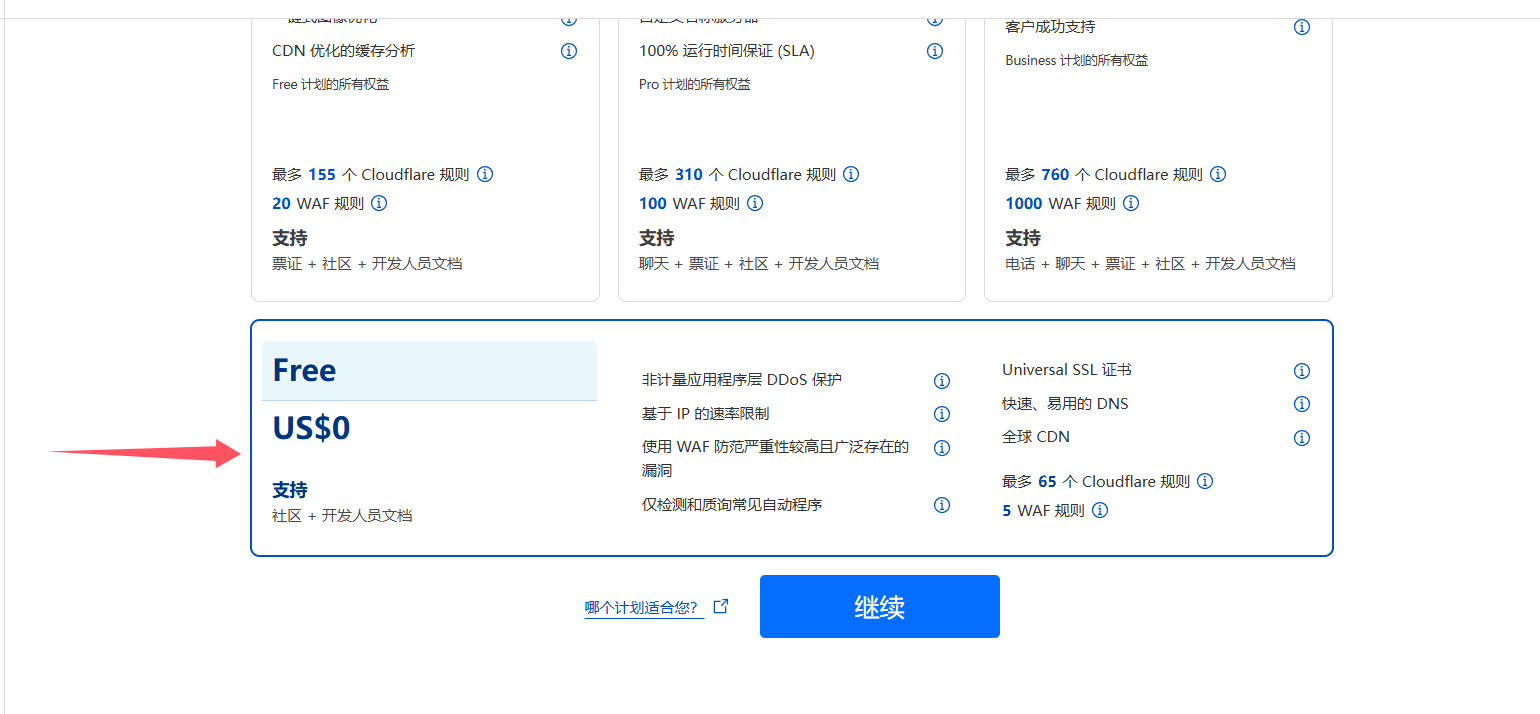 CDN 优化的缓存分析
Free 计划的所有权益
最多 155 个 Cloudflare 规则
20 WAF 规则
支持
票证 + 社区 + 开发人员文档
100% 运行时间保证 (SLA)
Pro 计划的所有权益
最多 310 个 Cloudflare 规则
100 WAF 规则
支持
聊天 + 票证 + 社区 + 开发人员文档
客户成功支持
Business 计划的所有权益
最多 760 个 Cloudflare 规则
1000 WAF 规则
支持
电话 + 聊天 + 票证 + 社区 + 开发人员文档
Free
US$0
支持
社区 + 开发人员文档
非计量应用程序层 DDoS 保护
基于 IP 的速率限制
使用 WAF 防范严重性较高且广泛存在的
漏洞
仅检测和质询常见自动程序
Universal SSL 证书
快速、易用的 DNS
全球 CDN
最多 65 个 Cloudflare 规则
5 WAF 规则
哪个计划适合您？
继续